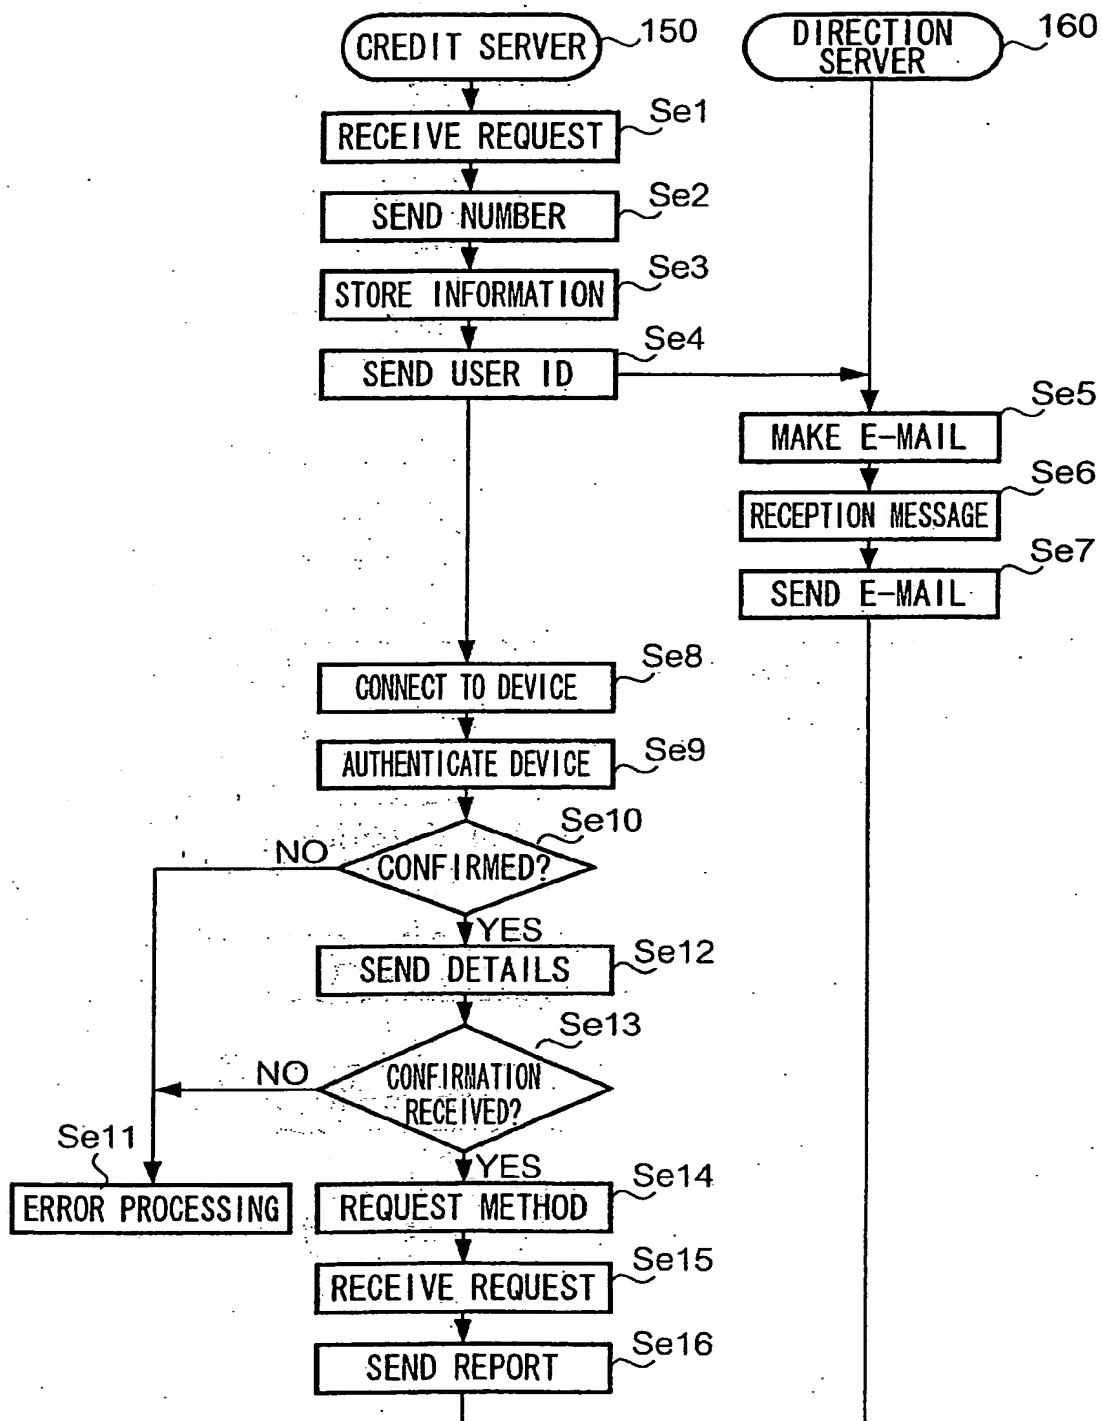 CREDIT SERVER
150
DIRECTION
SERVER
160
Se1
RECEIVE REQUEST
Se2
SEND NUMBER
Se3
STORE INFORMATION
Se4
SEND USER ID
Se5
MAKE E-MAIL
Se6
RECEPTION MESSAGE
Se7
SEND E-MAIL
Se8
CONNECT TO DEVICE
Se9
AUTHENTICATE DEVICE
Se10
NO
CONFIRMED?
YES
Se12
SEND DETAILS
Se13
NO
CONFIRMATION
RECEIVED?
Se11
YES
ERROR PROCESSING
Se14
REQUEST METHOD
Se15
RECEIVE REQUEST
Se16
SEND REPORT